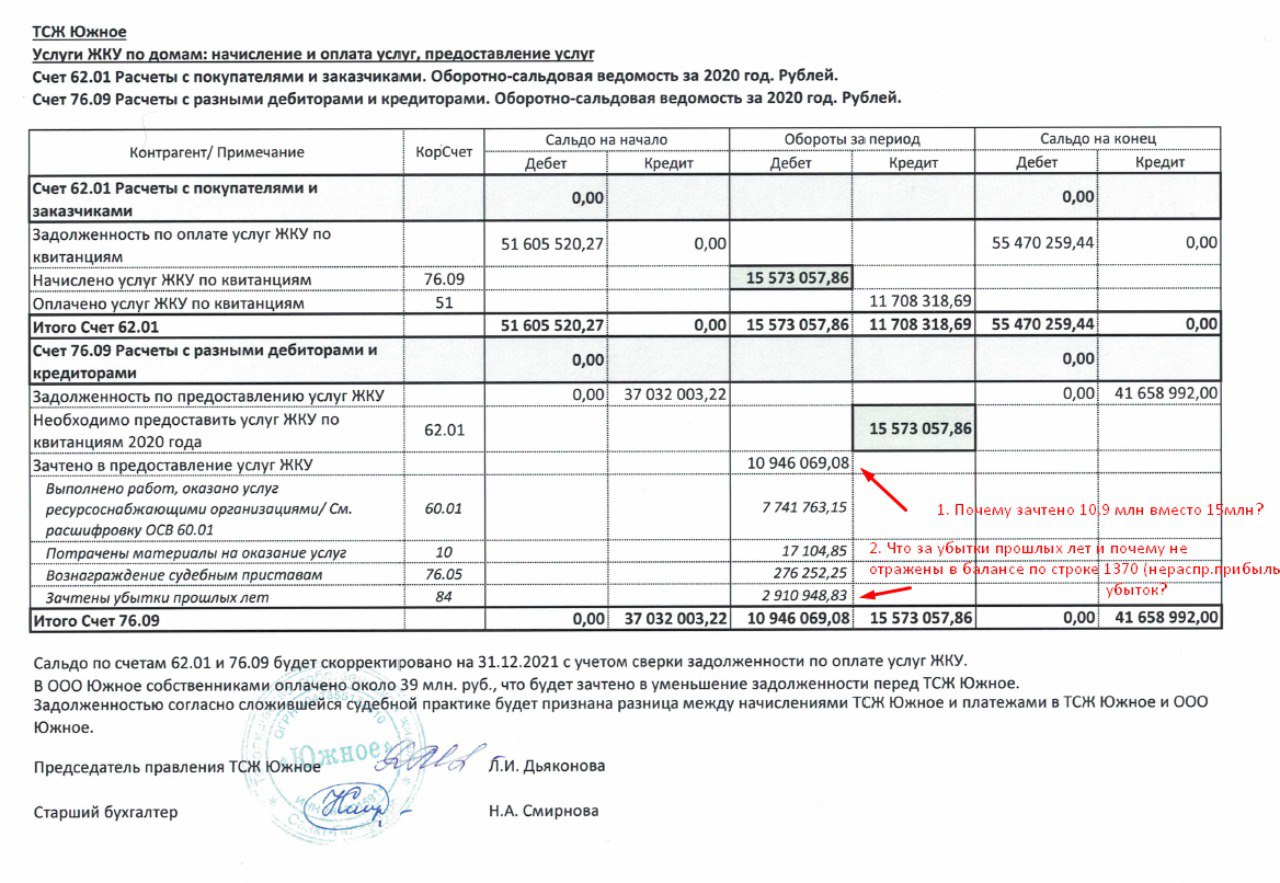 ТСЖ Южное
Услуги ЖКУ по домам: начисление и оплата услуг, предоставление услуг
Счет 62.01 Расчеты с покупателями и заказчиками. Оборотно-сальдовая ведомость за 2020 год. Рублей.
Счет 76.09 Расчеты с разными дебиторами и кредиторами. Оборотно-сальдовая ведомость за 2020 год. Рублей.
Контрагент/ Примечание КорСчет Сальдо на начало Обороты за период Сальдо на конец
Дебет Кредит Дебет Кредит Дебет Кредит
Счет 62.01 Расчеты с покупателями и
заказчиками 0,00 0,00
Задолженность по оплате услуг ЖКУ по
квитанциям 51 605 520,27 0,00 55 470 259,44 0,00
Начислено услуг ЖКУ по квитанциям 76.09 15 573 057,86
Оплачено услуг ЖКУ по квитанциям 51 11 708 318,69
Итого Счет 62.01 51 605 520,27 0,00 15 573 057,86 11 708 318,69 55 470 259,44 0,00
Счет 76.09 Расчеты с разными дебиторами и
кредиторами 0,00 0,00
Задолженность по предоставлению услуг ЖКУ 0,00 37 032 003,22 0,00 41 658 992,00
Необходимо предоставить услуг ЖКУ по
квитанциям 2020 года 62.01 15 573 057,86
Зачтено в предоставление услуг ЖКУ 10 946 069,08
1. Почему зачтено 10,9 млн вместо 15млн?
Выполнено работ, оказано услуг
ресурсоснабжающими организациями/ См.
расшифровку ОСВ 60.01 60.01 7 741 763,15
Потрачены материалы на оказание услуг 10 17 104,85
Вознаграждение судебным приставам 76.05 276 252,25
Зачтены убытки прошлых лет 84 2 910 948,83
2. Что за убытки прошлых лет и почему не
отражены в балансе по строке 1370 (нераспр.прибыль
убыток?
Итого Счет 76.09 0,00 37 032 003,22 10 946 069,08 15 573 057,86 0,00 41 658 992,00
Сальдо по счетам 62.01 и 76.09 будет скорректировано на 31.12.2021 с учетом сверки задолженности по оплате услуг ЖКУ.
В ООО Южное собственниками оплачено около 39 млн. руб., что будет зачтено в уменьшение задолженности перед ТСЖ Южное.
Задолженностью согласно сложившейся судебной практике будет признана разница между начислениями ТСЖ Южное и платежами в ТСЖ Южное и ООО
Южное.
Председатель правления ТСЖ Южное Л.И. Дьяконова
Старший бухгалтер Н.А. Смирнова
«Южное»